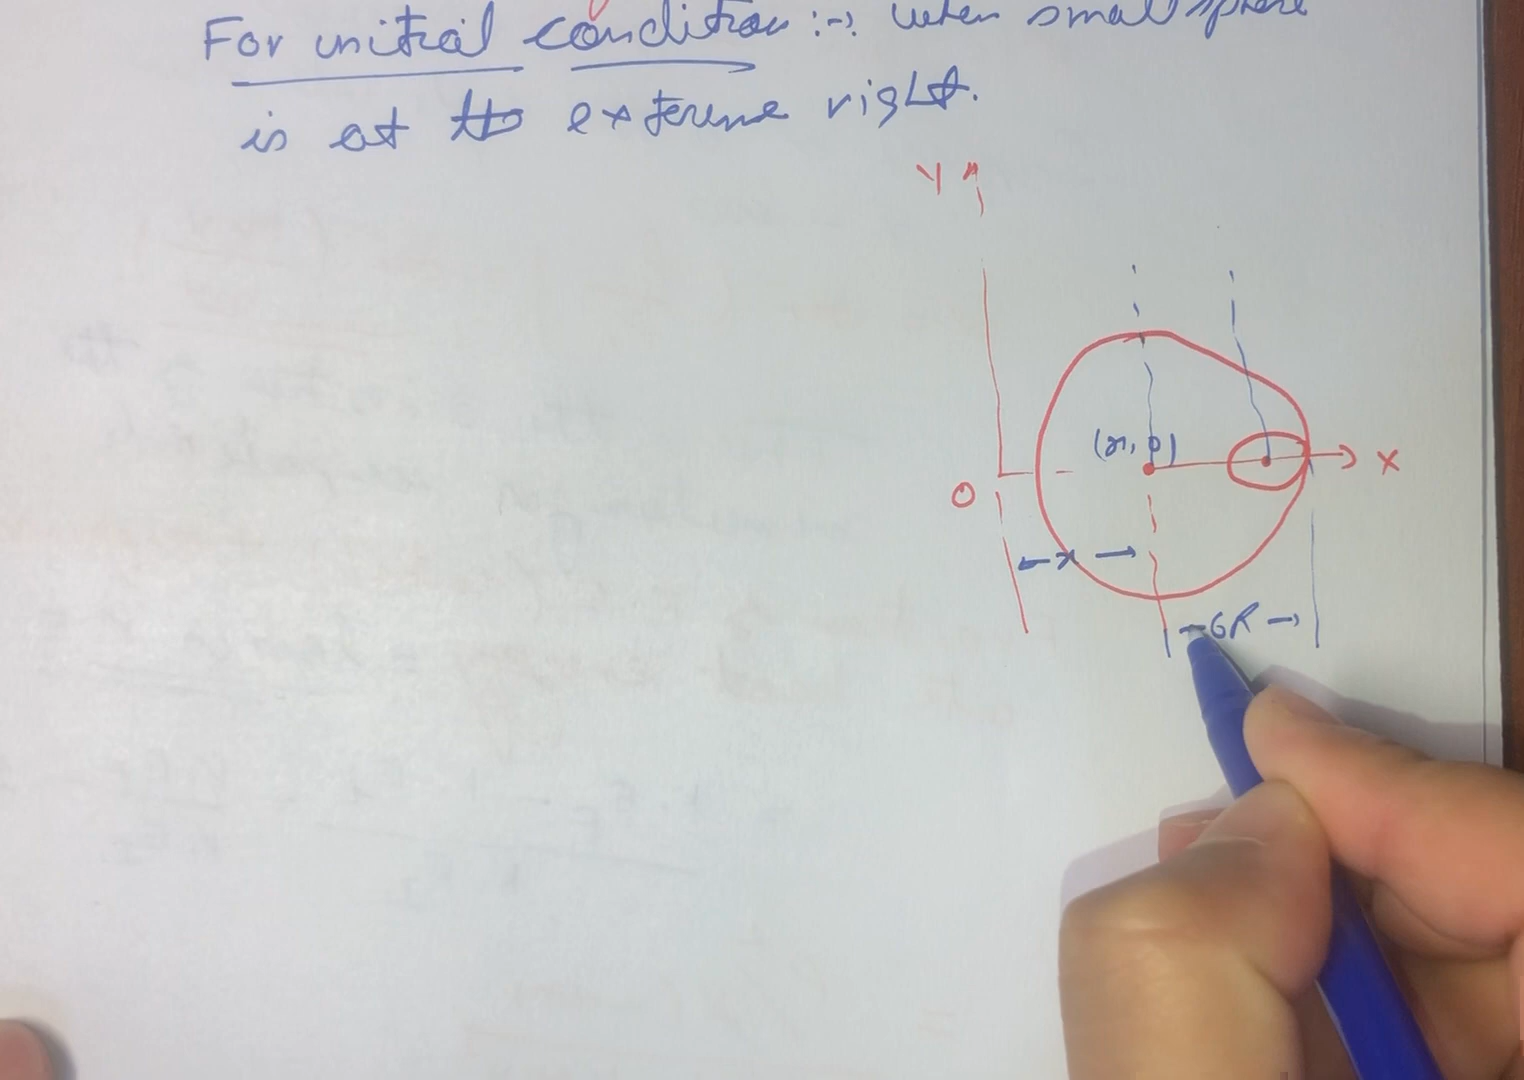 For initial condition :-> when small sphere
is at the extreme right.
Y
(x, 0)
X
O
x
6R